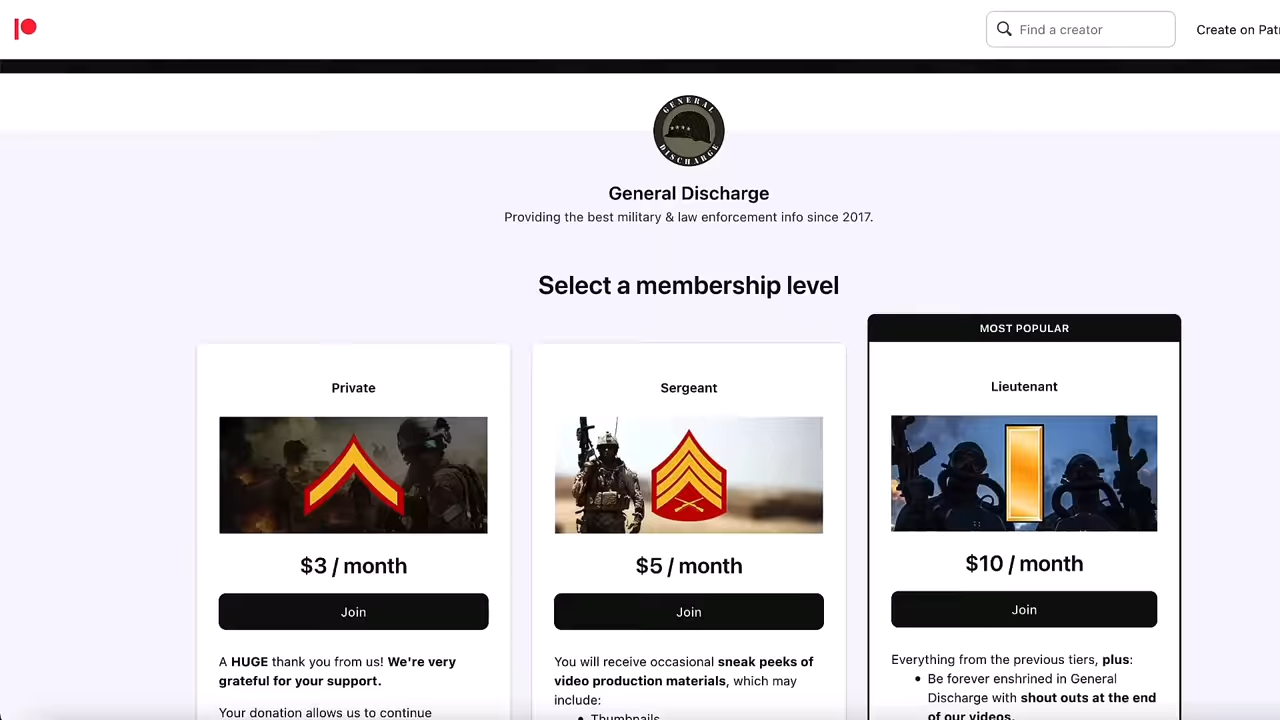 Find a creator
Create on Patr
GENERAL
DISCHARGE
General Discharge
Providing the best military & law enforcement info since 2017.
Select a membership level
MOST POPULAR
Private
Sergeant
Lieutenant
$3 / month
$5 / month
$10 / month
Join
Join
Join
A HUGE thank you from us! We're very
grateful for your support.
Your donation allows us to continue
You will receive occasional sneak peeks of
video production materials, which may
include:
• Thumbnails
Everything from the previous tiers, plus:
• Be forever enshrined in General
Discharge with shout outs at the end
of our videos.